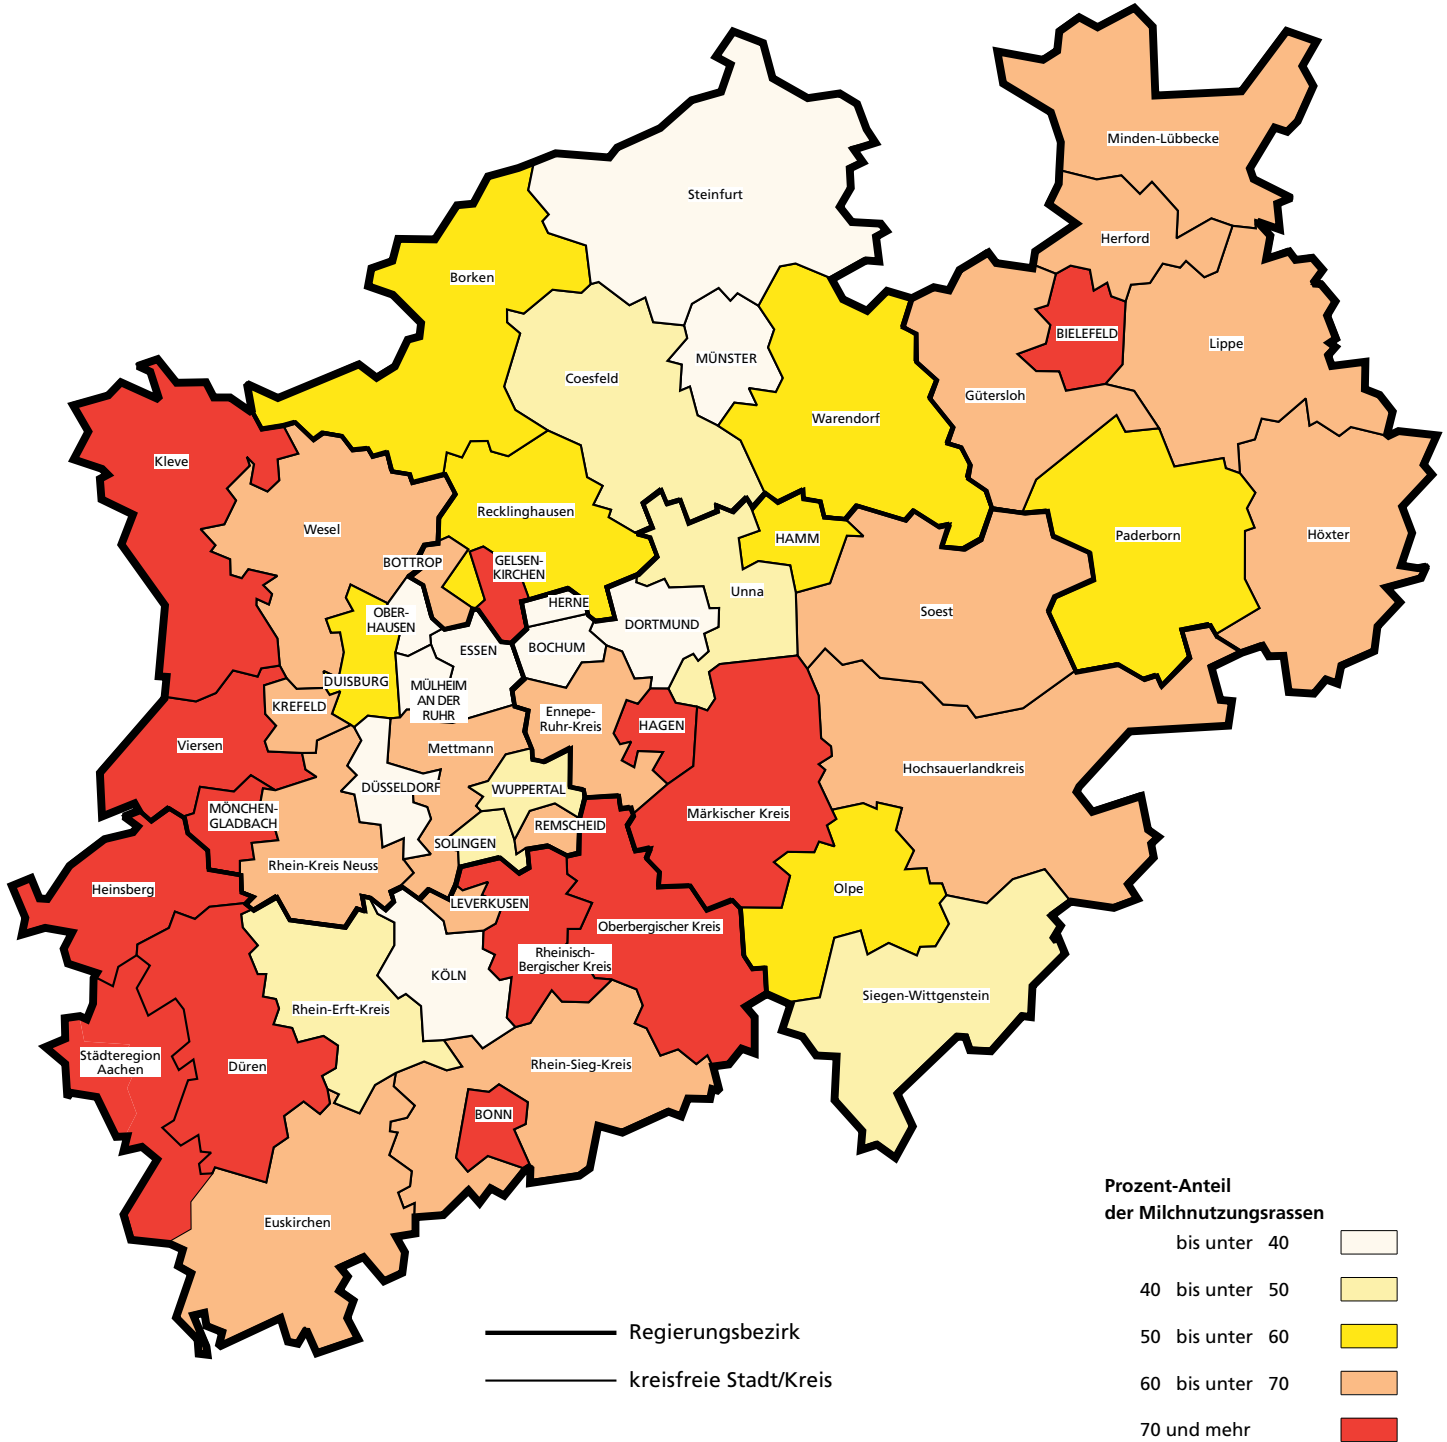 Minden-Lübbecke
Steinfurt
Herford
Borken
BIELEFELD
Lippe
MÜNSTER
Coesfeld
Gütersloh
Warendorf
Kleve
Recklinghausen
Wesel
HAMM
Paderborn
Höxter
BOTTROP
GELSEN-
KIRCHEN
Unna
HERNE
OBER-
HAUSEN
Soest
DORTMUND
ESSEN
BOCHUM
DUISBURG
MÜLHEIM
AN DER
RUHR
KREFELD
Ennepe-
Ruhr-Kreis
HAGEN
Viersen
Mettmann
Hochsauerlandkreis
DÜSSELDORF
WUPPERTAL
MÖNCHEN-
GLADBACH
Märkischer Kreis
REMSCHEID
SOLINGEN
Rhein-Kreis Neuss
Heinsberg
Olpe
LEVERKUSEN
Oberbergischer Kreis
Rheinisch-
Bergischer Kreis
KÖLN
Siegen-Wittgenstein
Rhein-Erft-Kreis
Städteregion
Aachen
Düren
Rhein-Sieg-Kreis
BONN
Euskirchen
Prozent-Anteil
der Milchnutzungsrassen
bis unter 40
40 bis unter 50
50 bis unter 60
60 bis unter 70
70 und mehr
Regierungsbezirk
kreisfreie Stadt/Kreis